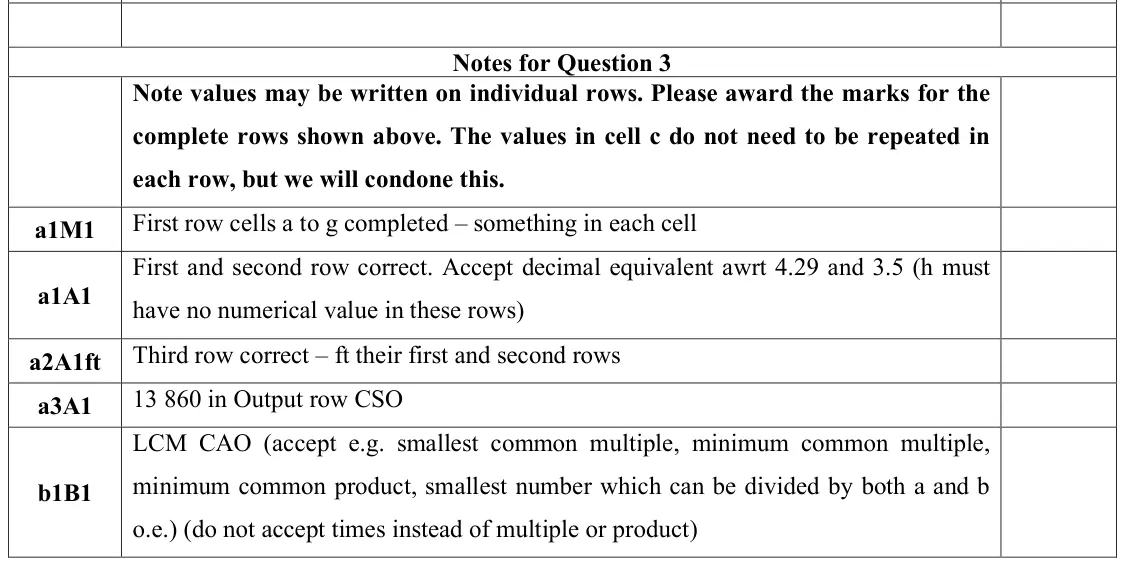 Notes for Question 3
Note values may be written on individual rows. Please award the marks for the
complete rows shown above. The values in cell c do not need to be repeated in
each row, but we will condone this.
a1M1
First row cells a to g completed – something in each cell
a1A1
First and second row correct. Accept decimal equivalent awrt 4.29 and 3.5 (h must
have no numerical value in these rows)
a2A1ft
Third row correct – ft their first and second rows
a3A1
13 860 in Output row CSO
b1B1
LCM CAO (accept e.g. smallest common multiple, minimum common multiple,
minimum common product, smallest number which can be divided by both a and b
o.e.) (do not accept times instead of multiple or product)